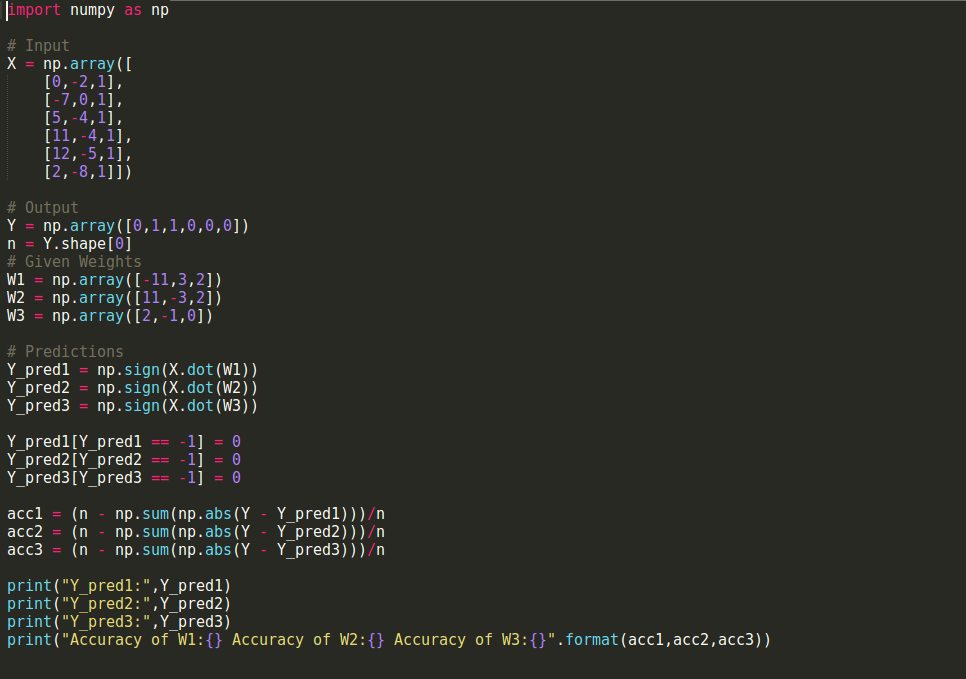 import numpy as np

# Input
X = np.array([
    [0,-2,1],
    [-7,0,1],
    [5,-4,1],
    [11,-4,1],
    [12,-5,1],
    [2,-8,1]])

# Output
Y = np.array([0,1,1,0,0,0])
n = Y.shape[0]
# Given Weights
W1 = np.array([-11,3,2])
W2 = np.array([11,-3,2])
W3 = np.array([2,-1,0])

# Predictions
Y_pred1 = np.sign(X.dot(W1))
Y_pred2 = np.sign(X.dot(W2))
Y_pred3 = np.sign(X.dot(W3))

Y_pred1[Y_pred1 == -1] = 0
Y_pred2[Y_pred2 == -1] = 0
Y_pred3[Y_pred3 == -1] = 0

acc1 = (n - np.sum(np.abs(Y - Y_pred1)))/n
acc2 = (n - np.sum(np.abs(Y - Y_pred2)))/n
acc3 = (n - np.sum(np.abs(Y - Y_pred3)))/n

print("Y_pred1:",Y_pred1)
print("Y_pred2:",Y_pred2)
print("Y_pred3:",Y_pred3)
print("Accuracy of W1:{} Accuracy of W2:{} Accuracy of W3:{}".format(acc1,acc2,acc3))